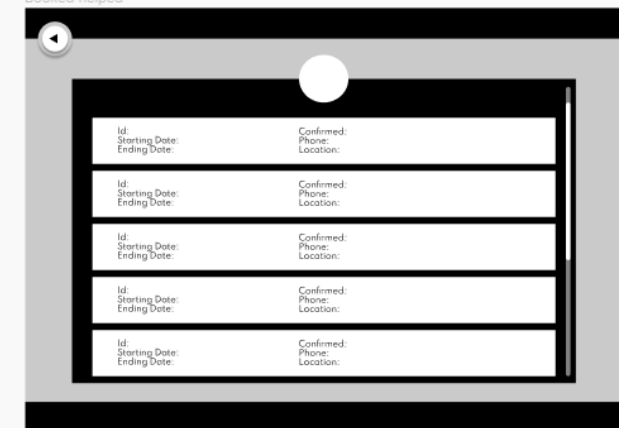 Booked helped
Id:
Starting Date:
Ending Date:
Confirmed:
Phone:
Location:
Id:
Starting Date:
Ending Date:
Confirmed:
Phone:
Location:
Id:
Starting Date:
Ending Date:
Confirmed:
Phone:
Location:
Id:
Starting Date:
Ending Date:
Confirmed:
Phone:
Location:
Id:
Starting Date:
Ending Date:
Confirmed:
Phone:
Location: